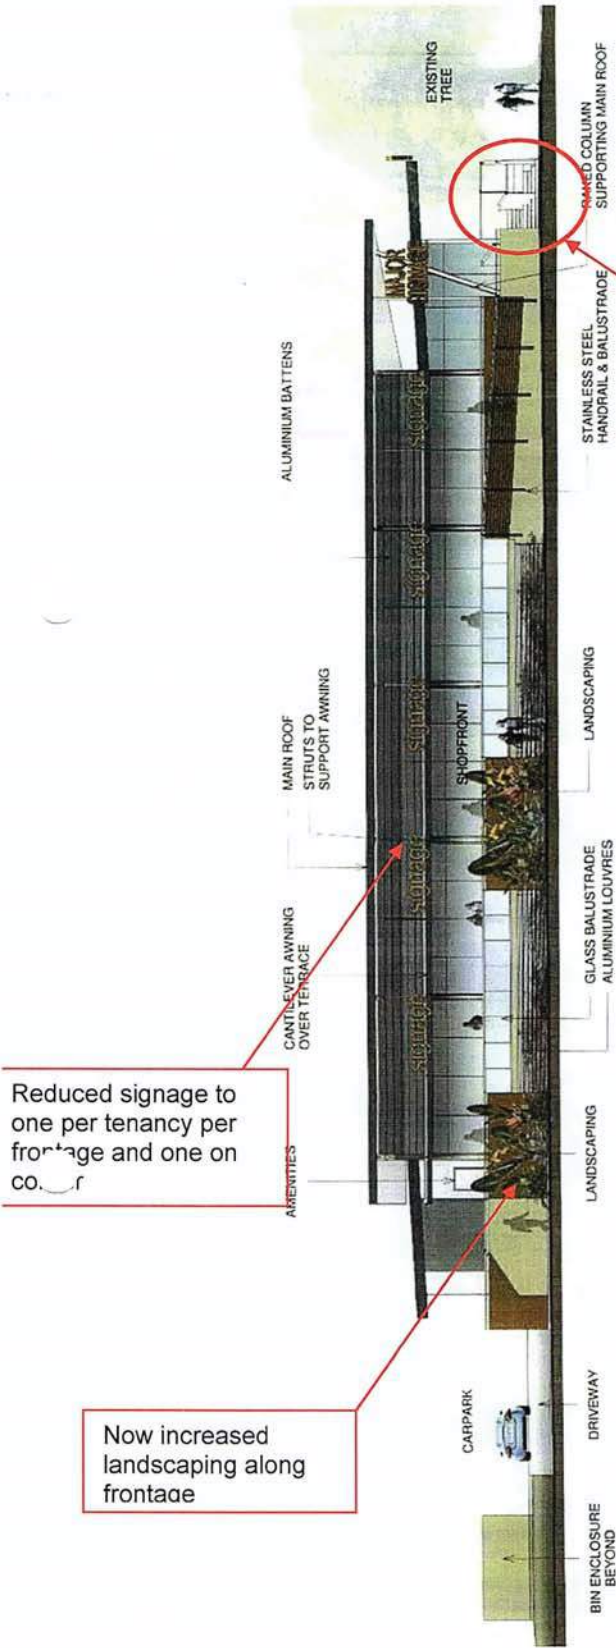 Reduced signage to
one per tenancy per
frontage and one on
Now increased
landscaping along
frontage
AMENITIES
CANTILEVER AWNING
OVER TERRACE
MAIN ROOF
STRUTS TO
SUPPORT AWNING
ALUMINIUM BATTENS
EXISTING
TREE
MAJOR
SIGNAGE
signage
signage
signage
signage
signage
SHOPFRONT
CARPARK
BIN ENCLOSURE
BEYOND
DRIVEWAY
LANDSCAPING
GLASS BALUSTRADE
ALUMINIUM LOUVRES
LANDSCAPING
STAINLESS STEEL
HANDRAIL & BALUSTRADE
RAKED COLUMN
SUPPORTING MAIN ROOF